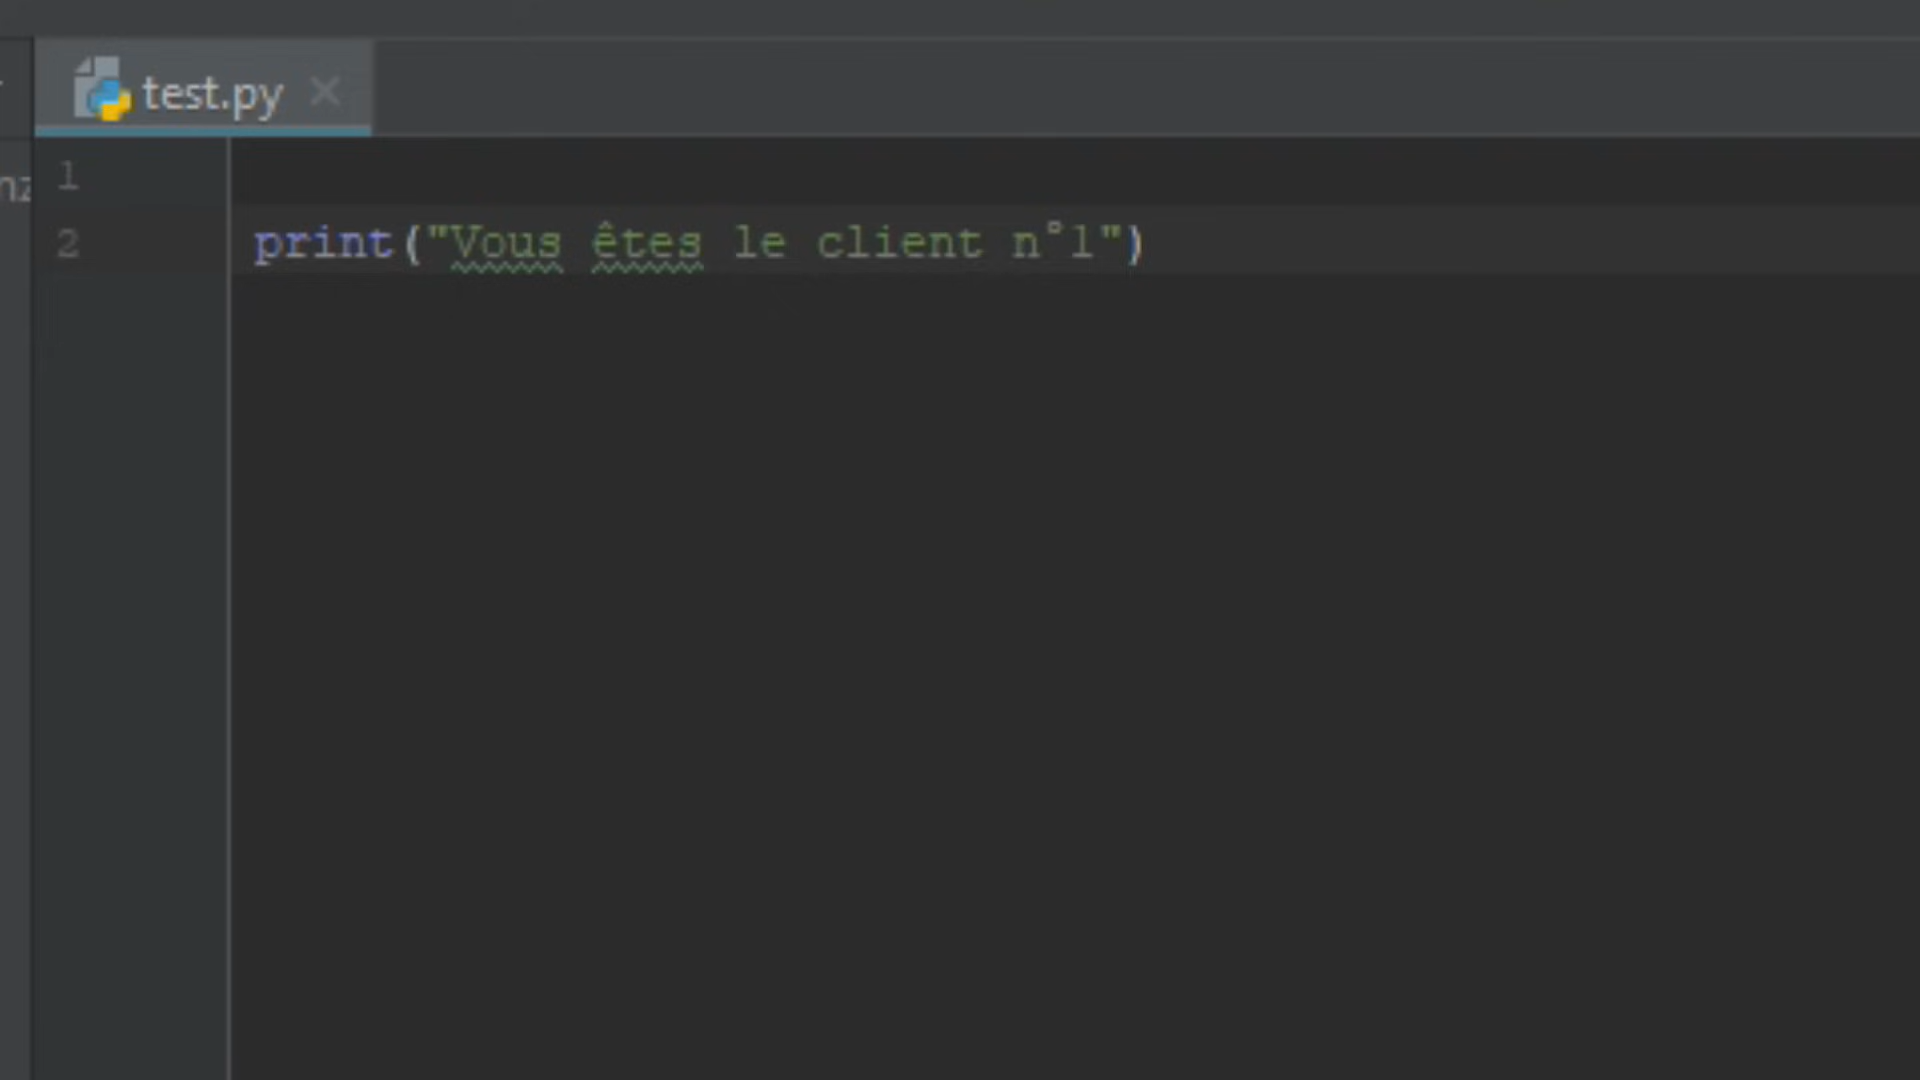 test.py
1
2 print("Vous êtes le client n°1")